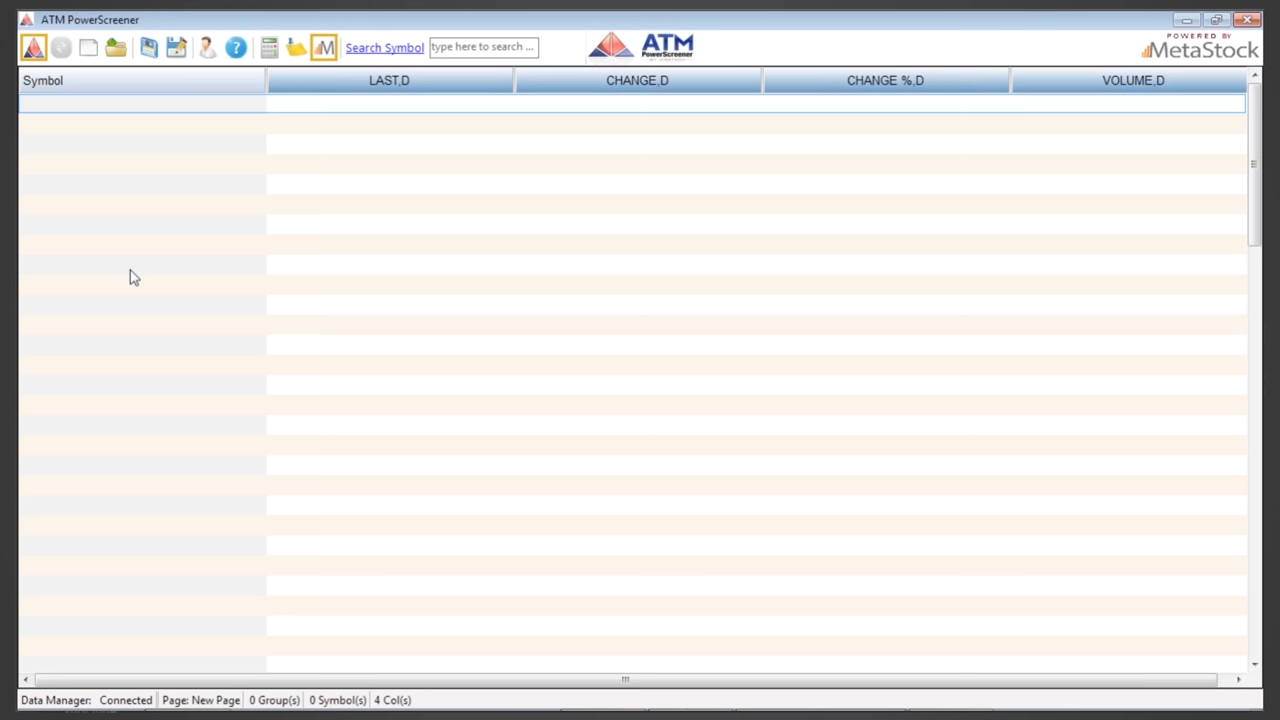 ATM PowerScreener
Search Symbol type here to search ... ATM PowerScreener POWERED BY MetaStock
Symbol LAST,D CHANGE,D CHANGE %,D VOLUME,D
Data Manager: Connected Page: New Page 0 Group(s) 0 Symbol(s) 4 Col(s)